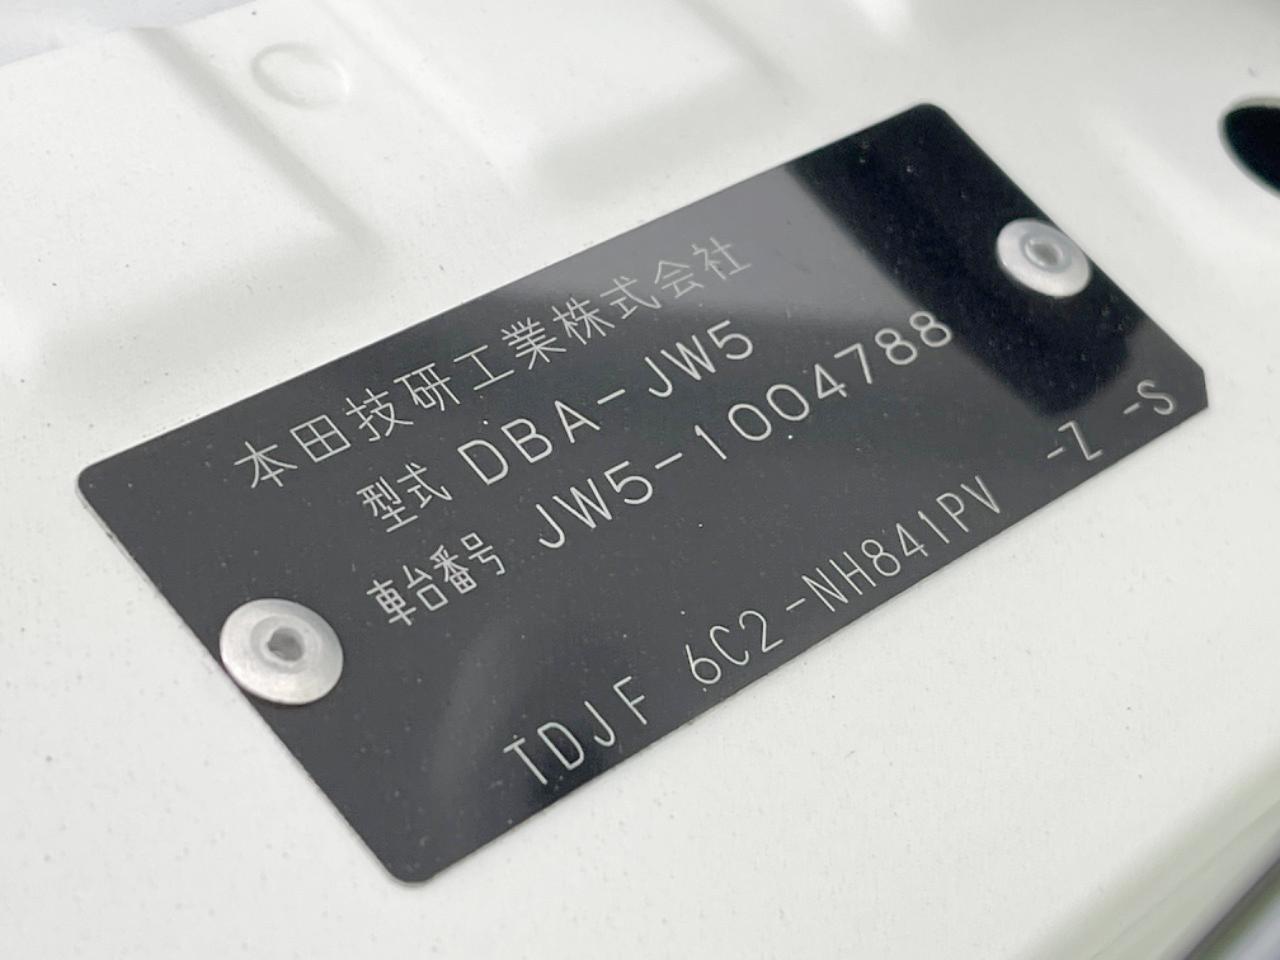 本田技研工業株式会社
型式 DBA-JW5
車台番号 JW5-1004788
TDJF 6C2-NH841PV -Z -S